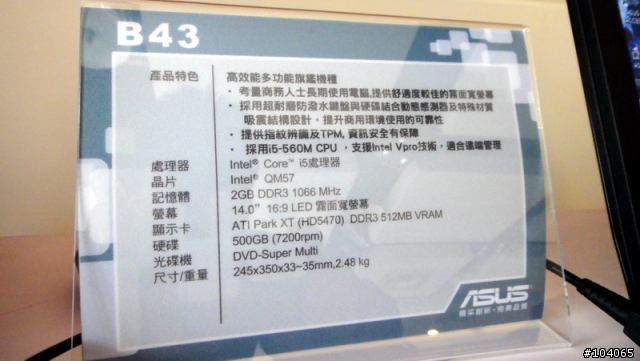 B43
產品特色 高效能多功能旗鑑機種
・考量商務人士長期使用電腦,提供舒適度較佳的霧面寬螢幕
・採用超耐磨防潑水鍵盤與硬碟結合動態感測器及特殊材質
吸震結構設計，提升商用環境使用的可靠性
・提供指紋辨識及TPM, 資訊安全有保障
・採用i5-560M CPU ，支援Intel Vpro技術，適合遠端管理
處理器 Intel® Core™ i5處理器
晶片 Intel® QM57
記憶體 2GB DDR3 1066 MHz
螢幕 14.0” 16:9 LED 霧面寬螢幕
顯示卡 ATI Park XT (HD5470) DDR3 512MB VRAM
硬碟 500GB (7200rpm)
光碟機 DVD-Super Multi
尺寸/重量 245x350x33~35mm,2.48 kg
ASUS
精采創新・完美品質
#104065